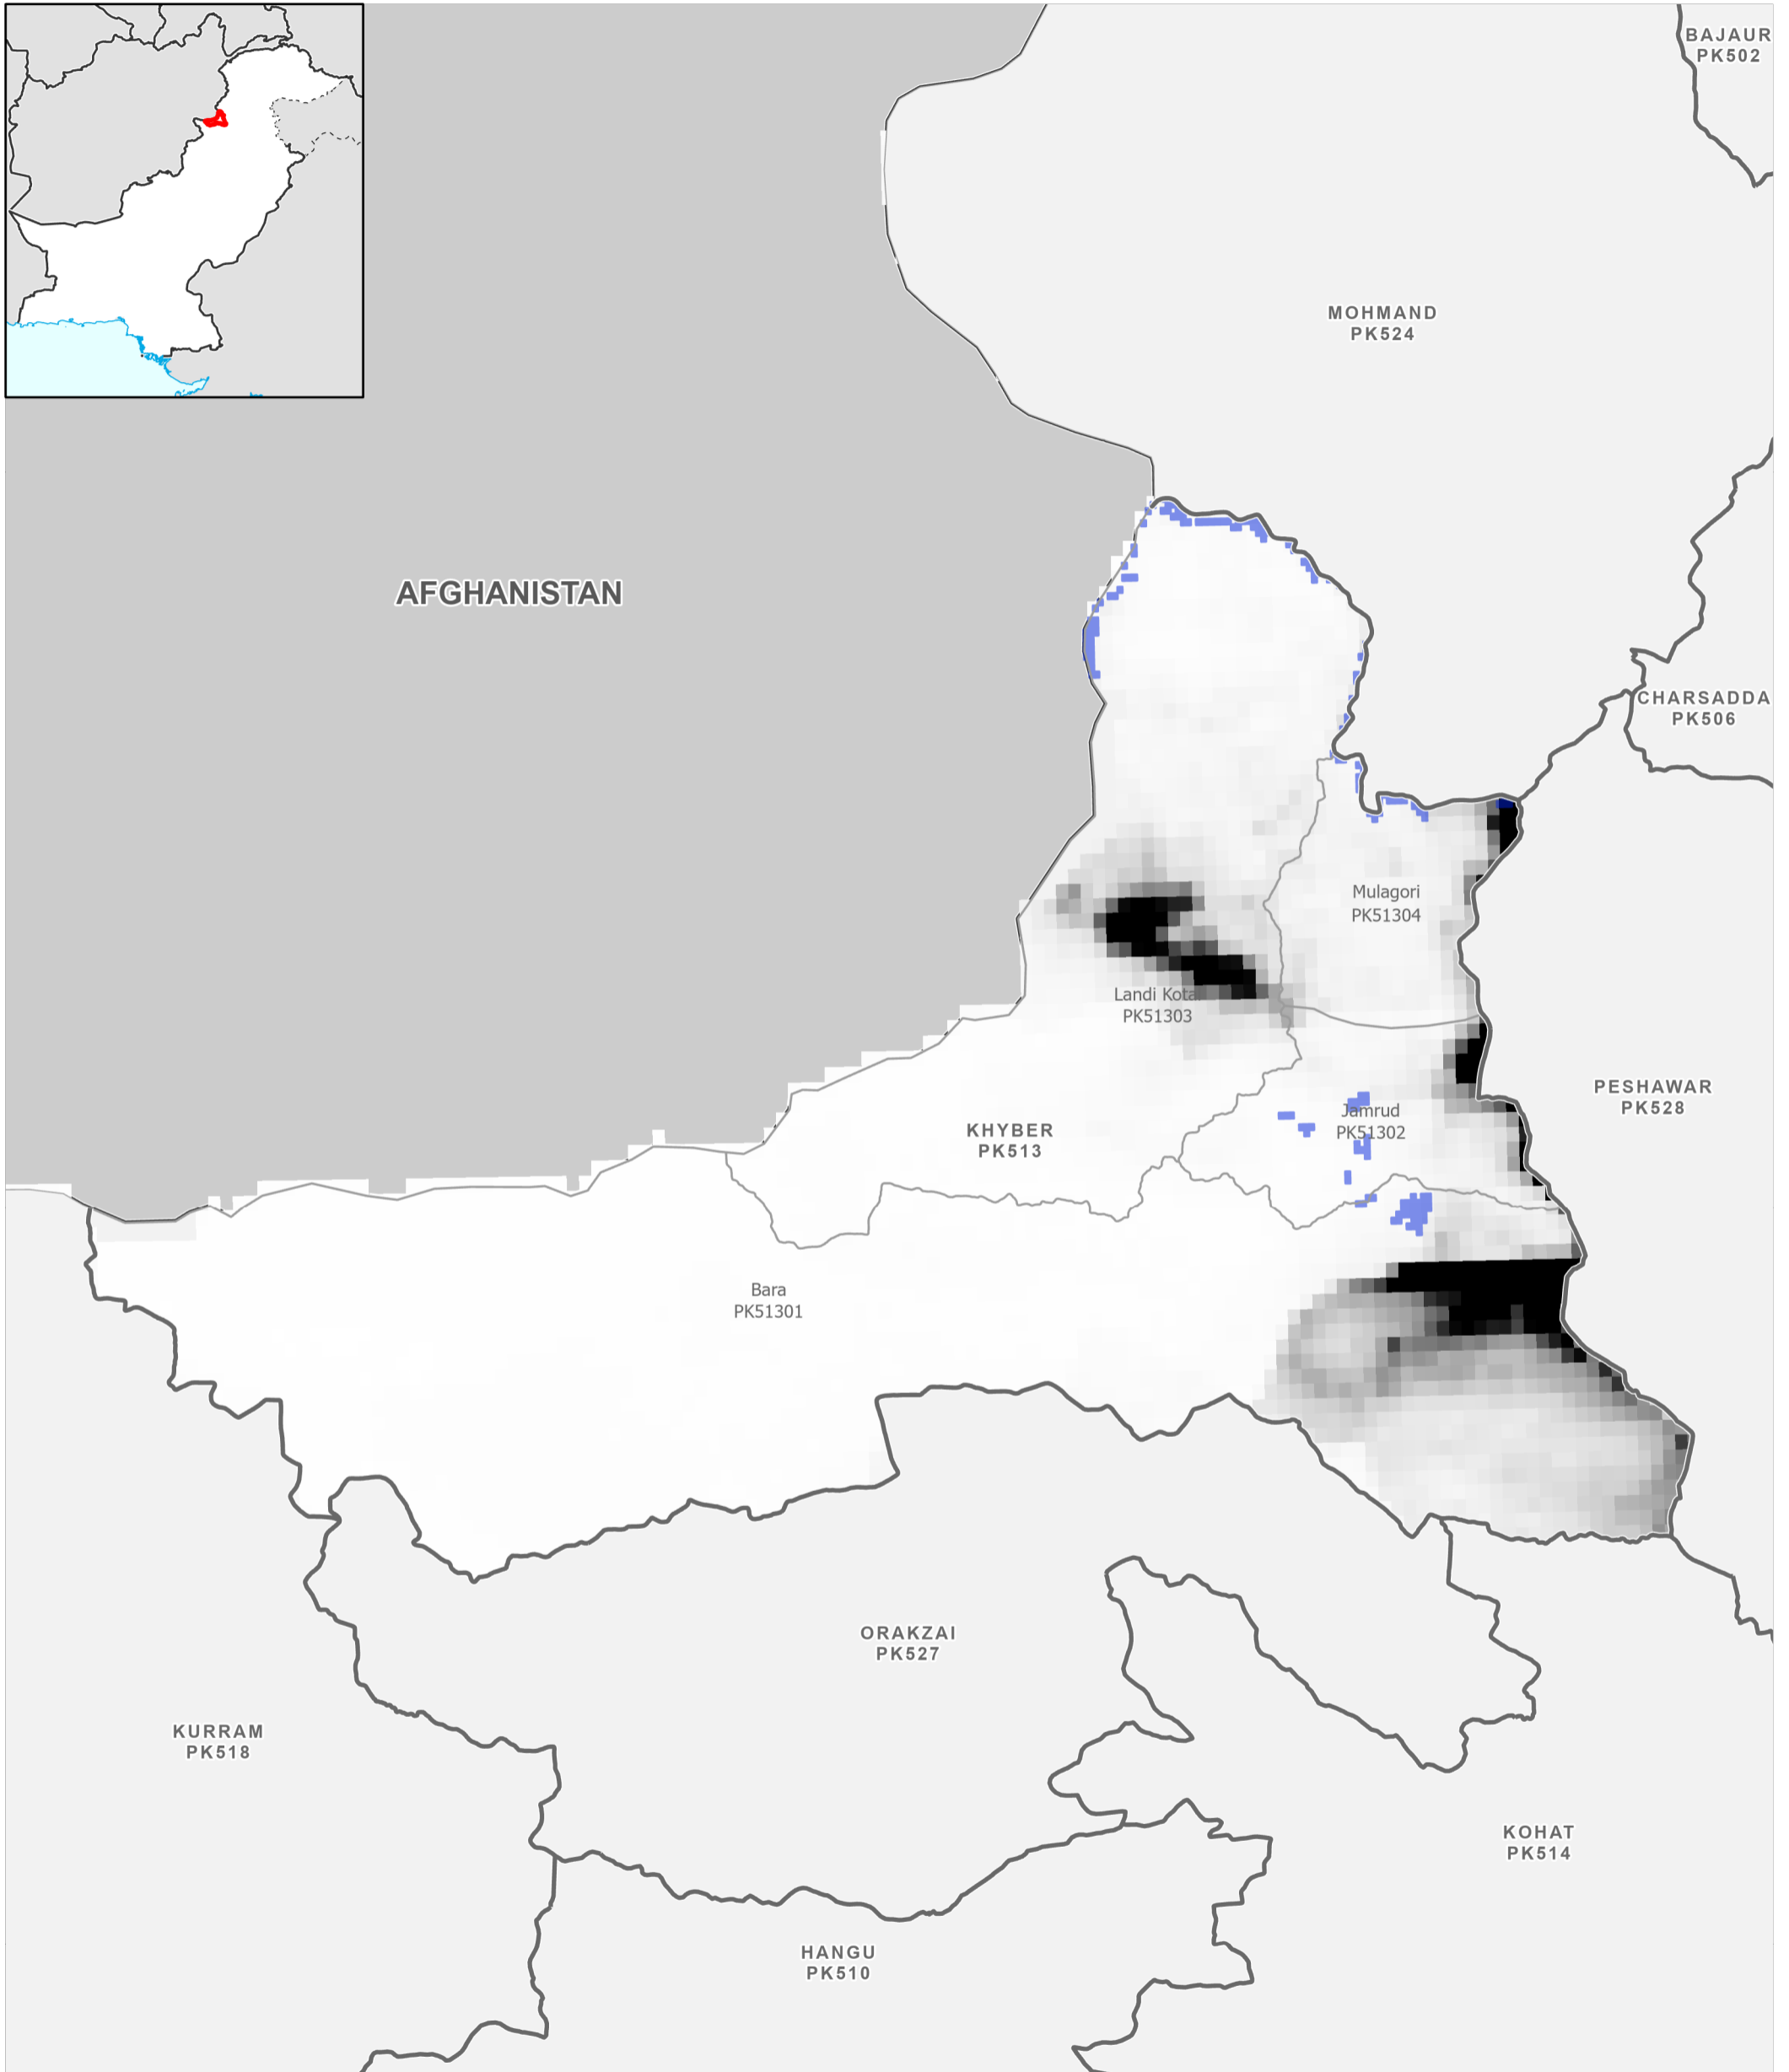 BAJAUR
PK502
MOHMAND
PK524
AFGHANISTAN
CHARSADDA
PK506
Mulagori
PK51304
Landi Kota
PK51303
PESHAWAR
PK528
Jamrud
PK51302
KHYBER
PK513
Bara
PK51301
ORAKZAI
PK527
KURRAM
PK518
KOHAT
PK514
HANGU
PK510